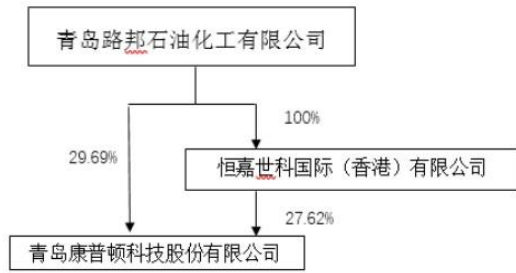 青岛路邦石油化工有限公司
100%
29.69%
恒嘉世科国际（香港）有限公司
27.62%
青岛康普顿科技股份有限公司